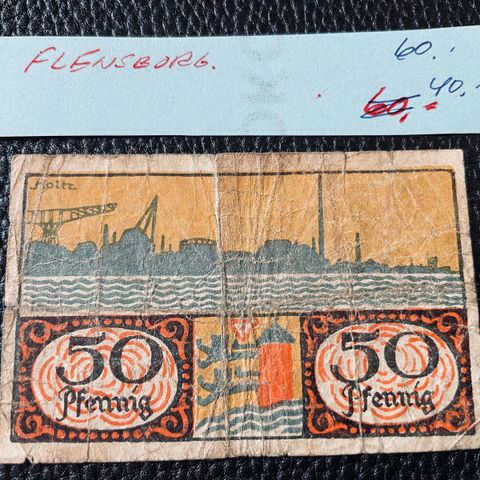 FLENSBORG.
60.-
60.-
40.-
Holtz
50
Pfennig
50
Pfennig